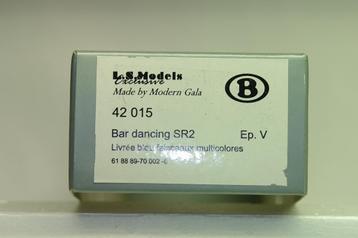 L.S.Models
Exclusive
Made by Modern Gala
B
42 015
Bar dancing SR2 Ep. V
Livrée bleu faisceaux multicolores
61 88 89-70 002